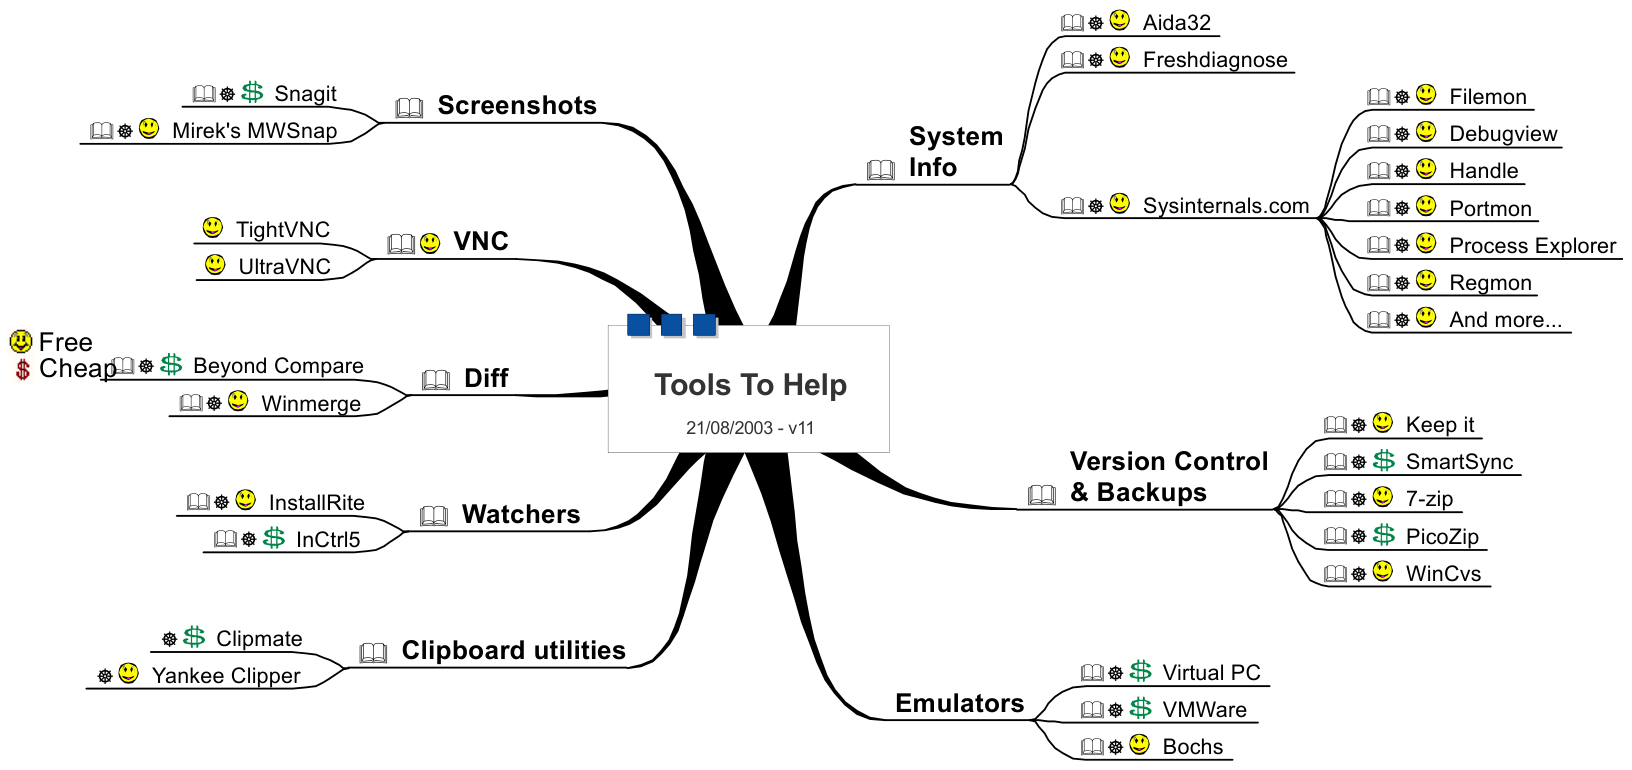 Tools To Help
21/08/2003 - v11
Screenshots
Snagit
Mirek's MWSnap
VNC
TightVNC
UltraVNC
Free
Cheap
Diff
Beyond Compare
Winmerge
Watchers
InstallRite
InCtrl5
Clipboard utilities
Clipmate
Yankee Clipper
System
Info
Aida32
Freshdiagnose
Sysinternals.com
Filemon
Debugview
Handle
Portmon
Process Explorer
Regmon
And more...
Version Control
& Backups
Keep it
SmartSync
7-zip
PicoZip
WinCvs
Emulators
Virtual PC
VMWare
Bochs